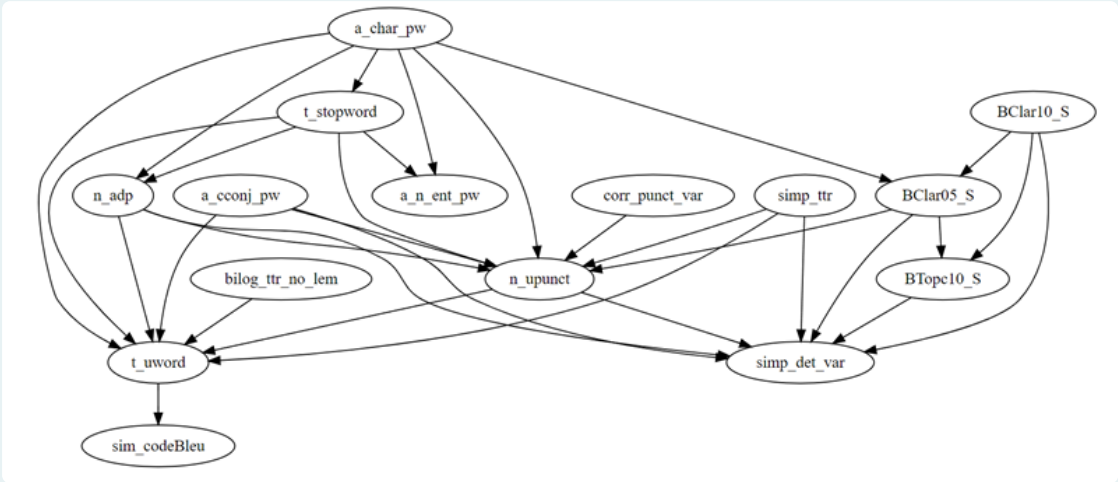 a_char_pw
t_stopword
BClar10_S
n_adp
a_cconj_pw
a_n_ent_pw
corr_punct_var
simp_ttr
BClar05_S
bilog_ttr_no_lem
n_upunct
BTopc10_S
t_uword
simp_det_var
sim_codeBleu